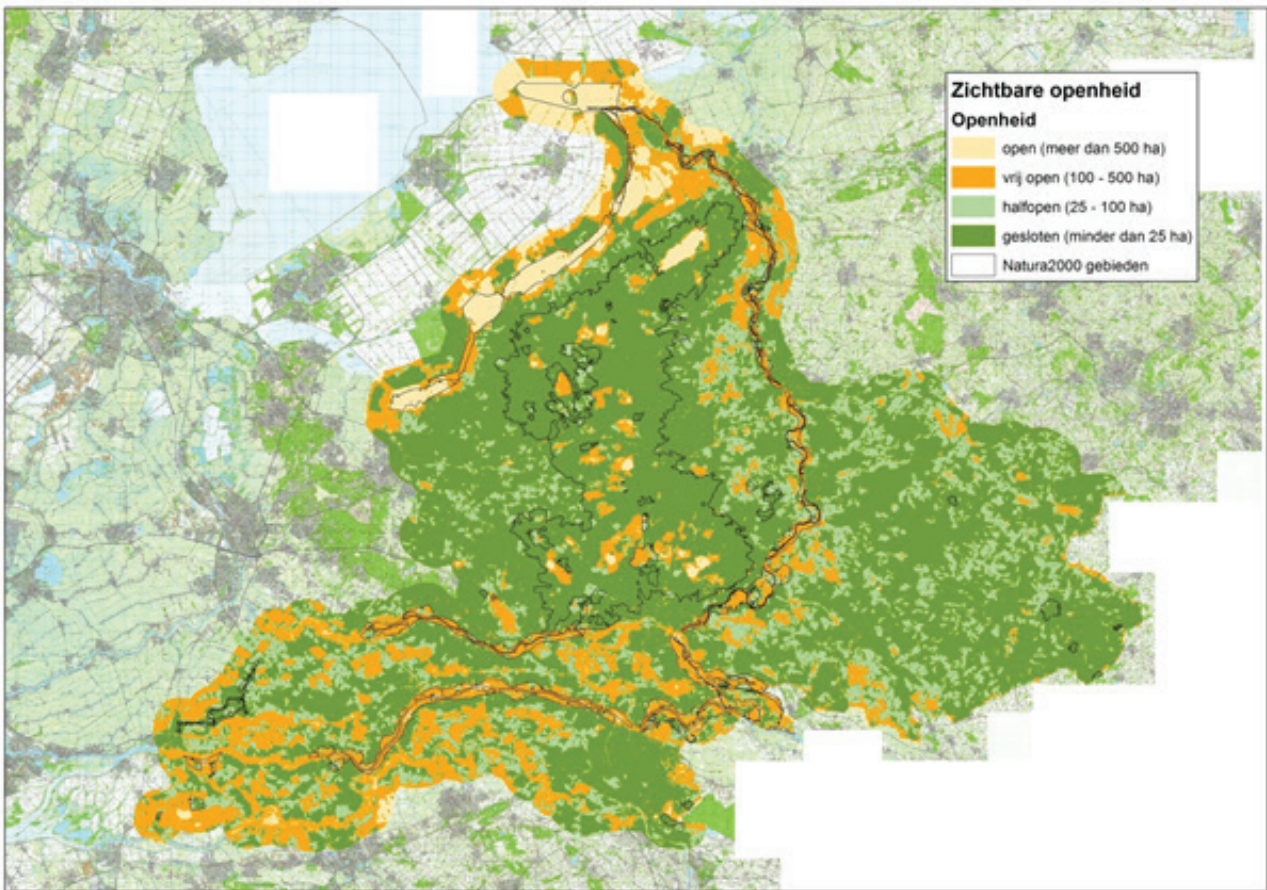 Zichtbare openheid
Openheid
open (meer dan 500 ha)
vrij open (100 - 500 ha)
halfopen (25 - 100 ha)
gesloten (minder dan 25 ha)
Natura2000 gebieden